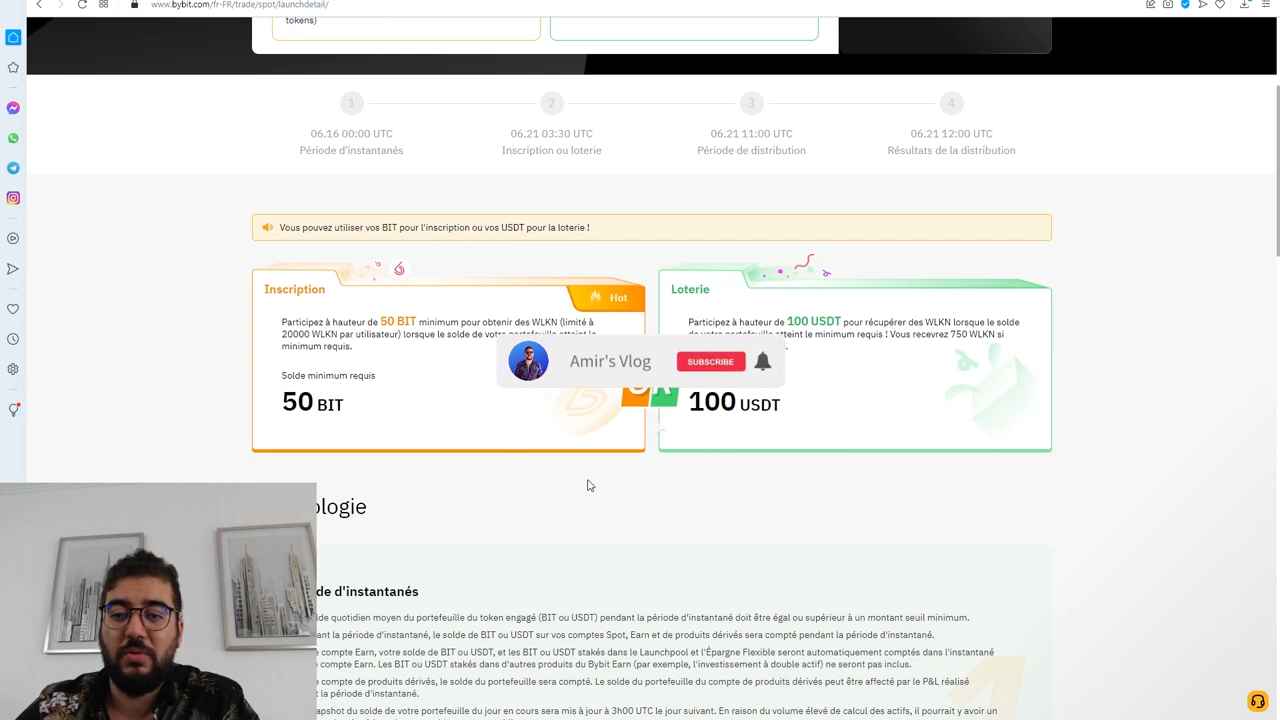 www.bybit.com/fr-FR/trade/spot/launchdetail/
tokens)
1
2
3
4
06.16 00:00 UTC
06.21 03:30 UTC
06.21 11:00 UTC
06.21 12:00 UTC
Période d'instantanés
Inscription ou loterie
Période de distribution
Résultats de la distribution
Vous pouvez utiliser vos BIT pour l'inscription ou vos USDT pour la loterie !
Inscription
Hot
Participez à hauteur de 50 BIT minimum pour obtenir des WLKN (limité à
20000 WLKN par utilisateur) lorsque le solde de votre portefeuille atteint le
minimum requis.
Solde minimum requis
50 BIT
Loterie
Participez à hauteur de 100 USDT pour récupérer des WLKN lorsque le solde
de votre portefeuille atteint le minimum requis ! Vous recevrez 750 WLKN si
100 USDT
Amir's Vlog
SUBSCRIBE
ologie
de d'instantanés
lde quotidien moyen du portefeuille du token engagé (BIT ou USDT) pendant la période d'instantané doit être égal ou supérieur à un montant seuil minimum.
ant la période d'instantané, le solde de BIT ou USDT sur vos comptes Spot, Earn et de produits dérivés sera compté pendant la période d'instantané.
compte Earn, votre solde de BIT ou USDT, et les BIT ou USDT stakés dans le Launchpool et l'Épargne Flexible seront automatiquement comptés dans l'instantané
compte Earn. Les BIT ou USDT stakés dans d'autres produits du Bybit Earn (par exemple, l'investissement à double actif) ne seront pas inclus.
compte de produits dérivés, le solde du portefeuille sera compté. Le solde du portefeuille du compte de produits dérivés peut être affecté par le P&L réalisé
t la période d'instantané.
apshot du solde de votre portefeuille du jour en cours sera mis à jour à 3h00 UTC le jour suivant. En raison du volume élevé de calcul des actifs, il pourrait y avoir un